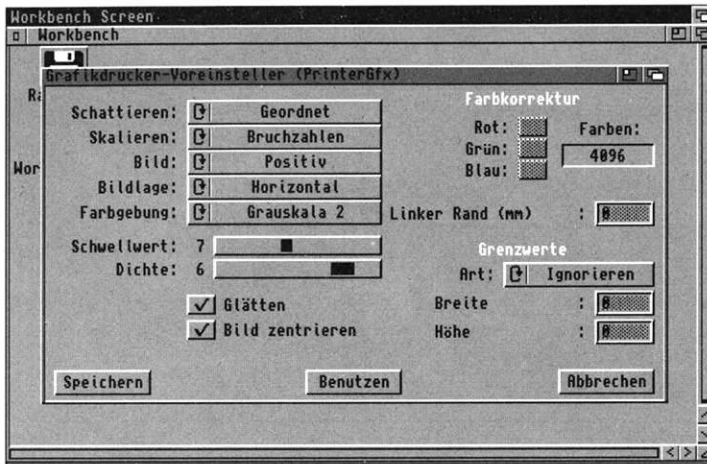 Workbench Screen
Workbench
Grafikdrucker-Voreinsteller (PrinterGfx)
Ra
Wor
Schattieren: Geordnet
Skalieren: Bruchzahlen
Bild: Positiv
Bildlage: Horizontal
Farbgebung: Grauskala 2
Schwellwert: 7
Dichte: 6
Glätten
Bild zentrieren
Farbkorrektur
Rot:
Grün:
Blau:
Farben:
4096
Linker Rand (mm) : 0
Grenzwerte
Art: Ignorieren
Breite : 0
Höhe : 0
Speichern
Benutzen
Abbrechen